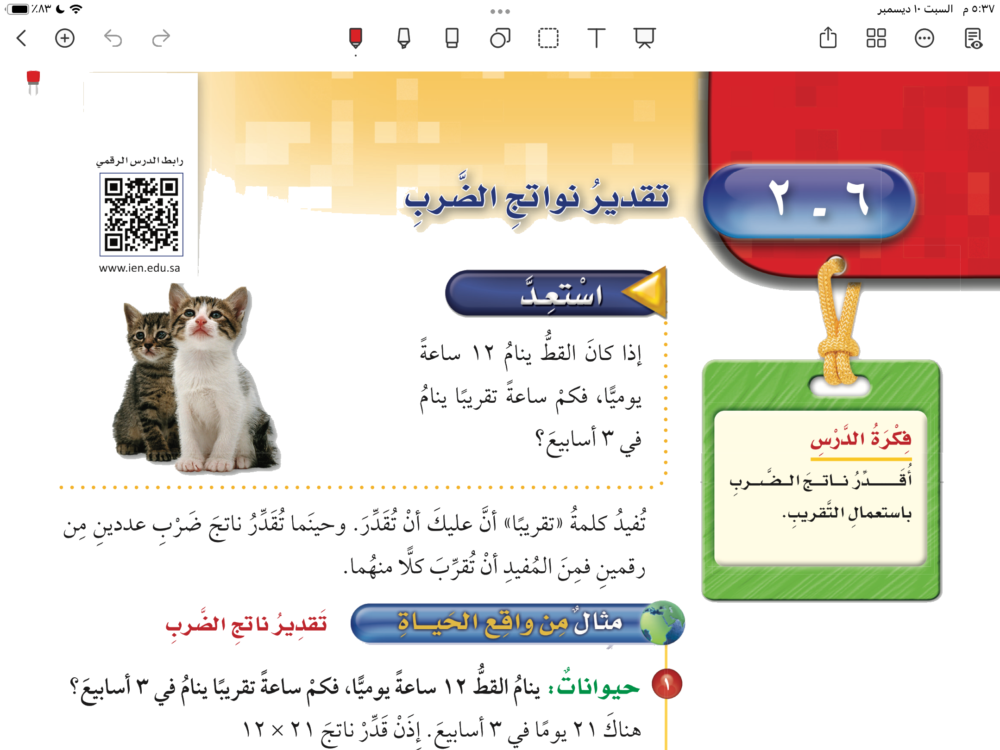 ٥:٣٧ م السبت ١٠ ديسمبر
٪٨٣
رابط الدرس الرقمي
www.ien.edu.sa
٦ - ٢
تقديرُ نواتجِ الضَّربِ
اسْتعِدَّ
إذا كانَ القطُّ ينامُ ١٢ ساعةً
يوميًّا، فكمْ ساعةً تقريبًا ينامُ
في ٣ أسابيعَ؟
فِكْرَةُ الدَّرْسِ
أُقَدِّرُ ناتجَ الضَّربِ
باستعمالِ التَّقريبِ.
تُفيدُ كلمةُ «تقريبًا» أنَّ عليكَ أنْ تُقَدِّرَ. وحينَما تُقَدِّرُ ناتجَ ضَرْبِ عددينِ مِن
رقمينِ فمِنَ المُفيدِ أنْ تُقرِّبَ كلًّا منهُما.
مثالٌ مِن واقِعِ الحَياةِ
تَقدِيرُ ناتجِ الضَّربِ
١ حيواناتٌ: ينامُ القطُّ ١٢ ساعةً يوميًّا، فكمْ ساعةً تقريبًا ينامُ في ٣ أسابيعَ؟
هناكَ ٢١ يومًا في ٣ أسابيعَ. إِذَنْ قَدِّرْ ناتجَ ٢١ × ١٢